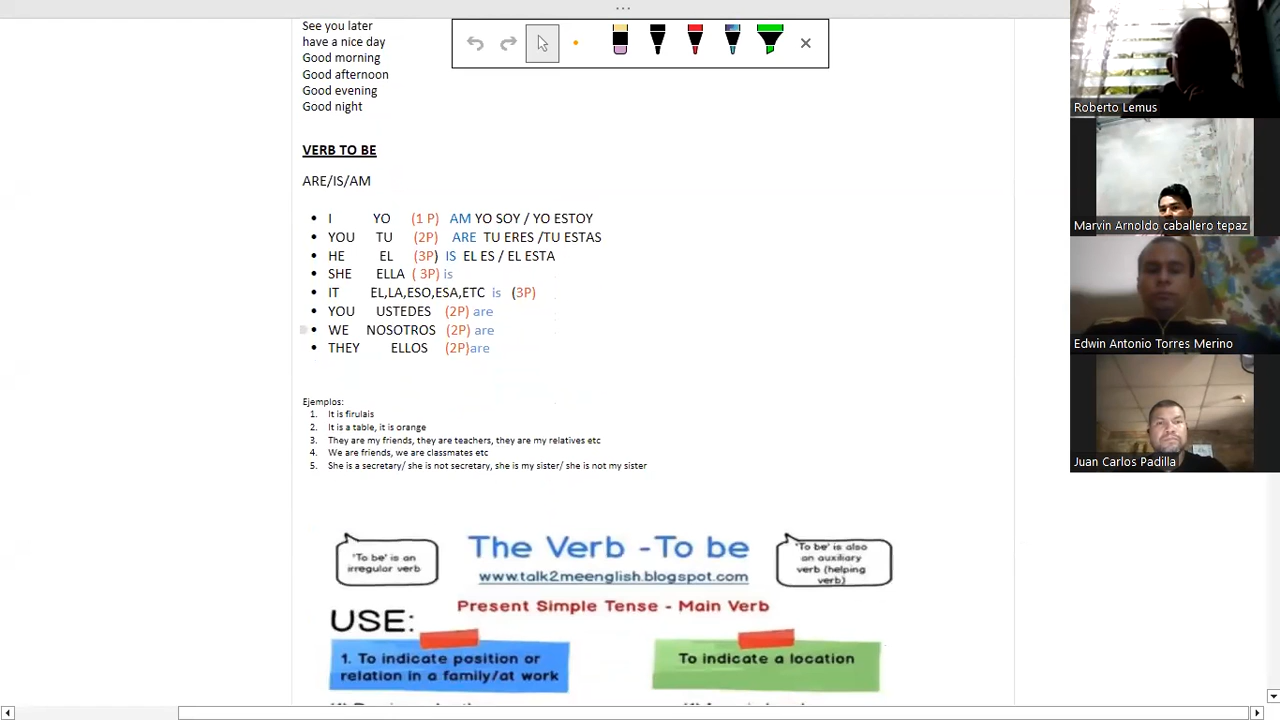 See you later
have a nice day
Good morning
Good afternoon
Good evening
Good night
VERB TO BE
ARE/IS/AM
• I YO (1 P) AM YO SOY / YO ESTOY
• YOU TU (2P) ARE TU ERES /TU ESTAS
• HE EL (3P) IS EL ES / EL ESTA
• SHE ELLA ( 3P) is
• IT EL,LA,ESO,ESA,ETC is (3P)
• YOU USTEDES (2P) are
• WE NOSOTROS (2P) are
• THEY ELLOS (2P)are
Ejemplos:
1. It is firulais
2. It is a table, it is orange
3. They are my friends, they are teachers, they are my relatives etc
4. We are friends, we are classmates etc
5. She is a secretary/ she is not secretary, she is my sister/ she is not my sister
'To be' is an
irregular verb
The Verb -To be
www.talk2meenglish.blogspot.com
'To be' is also
an auxiliary
verb (helping
verb)
Present Simple Tense - Main Verb
USE:
1. To indicate position or
relation in a family/at work
To indicate a location
Roberto Lemus
Marvin Arnoldo caballero tepaz
Edwin Antonio Torres Merino
Juan Carlos Padilla